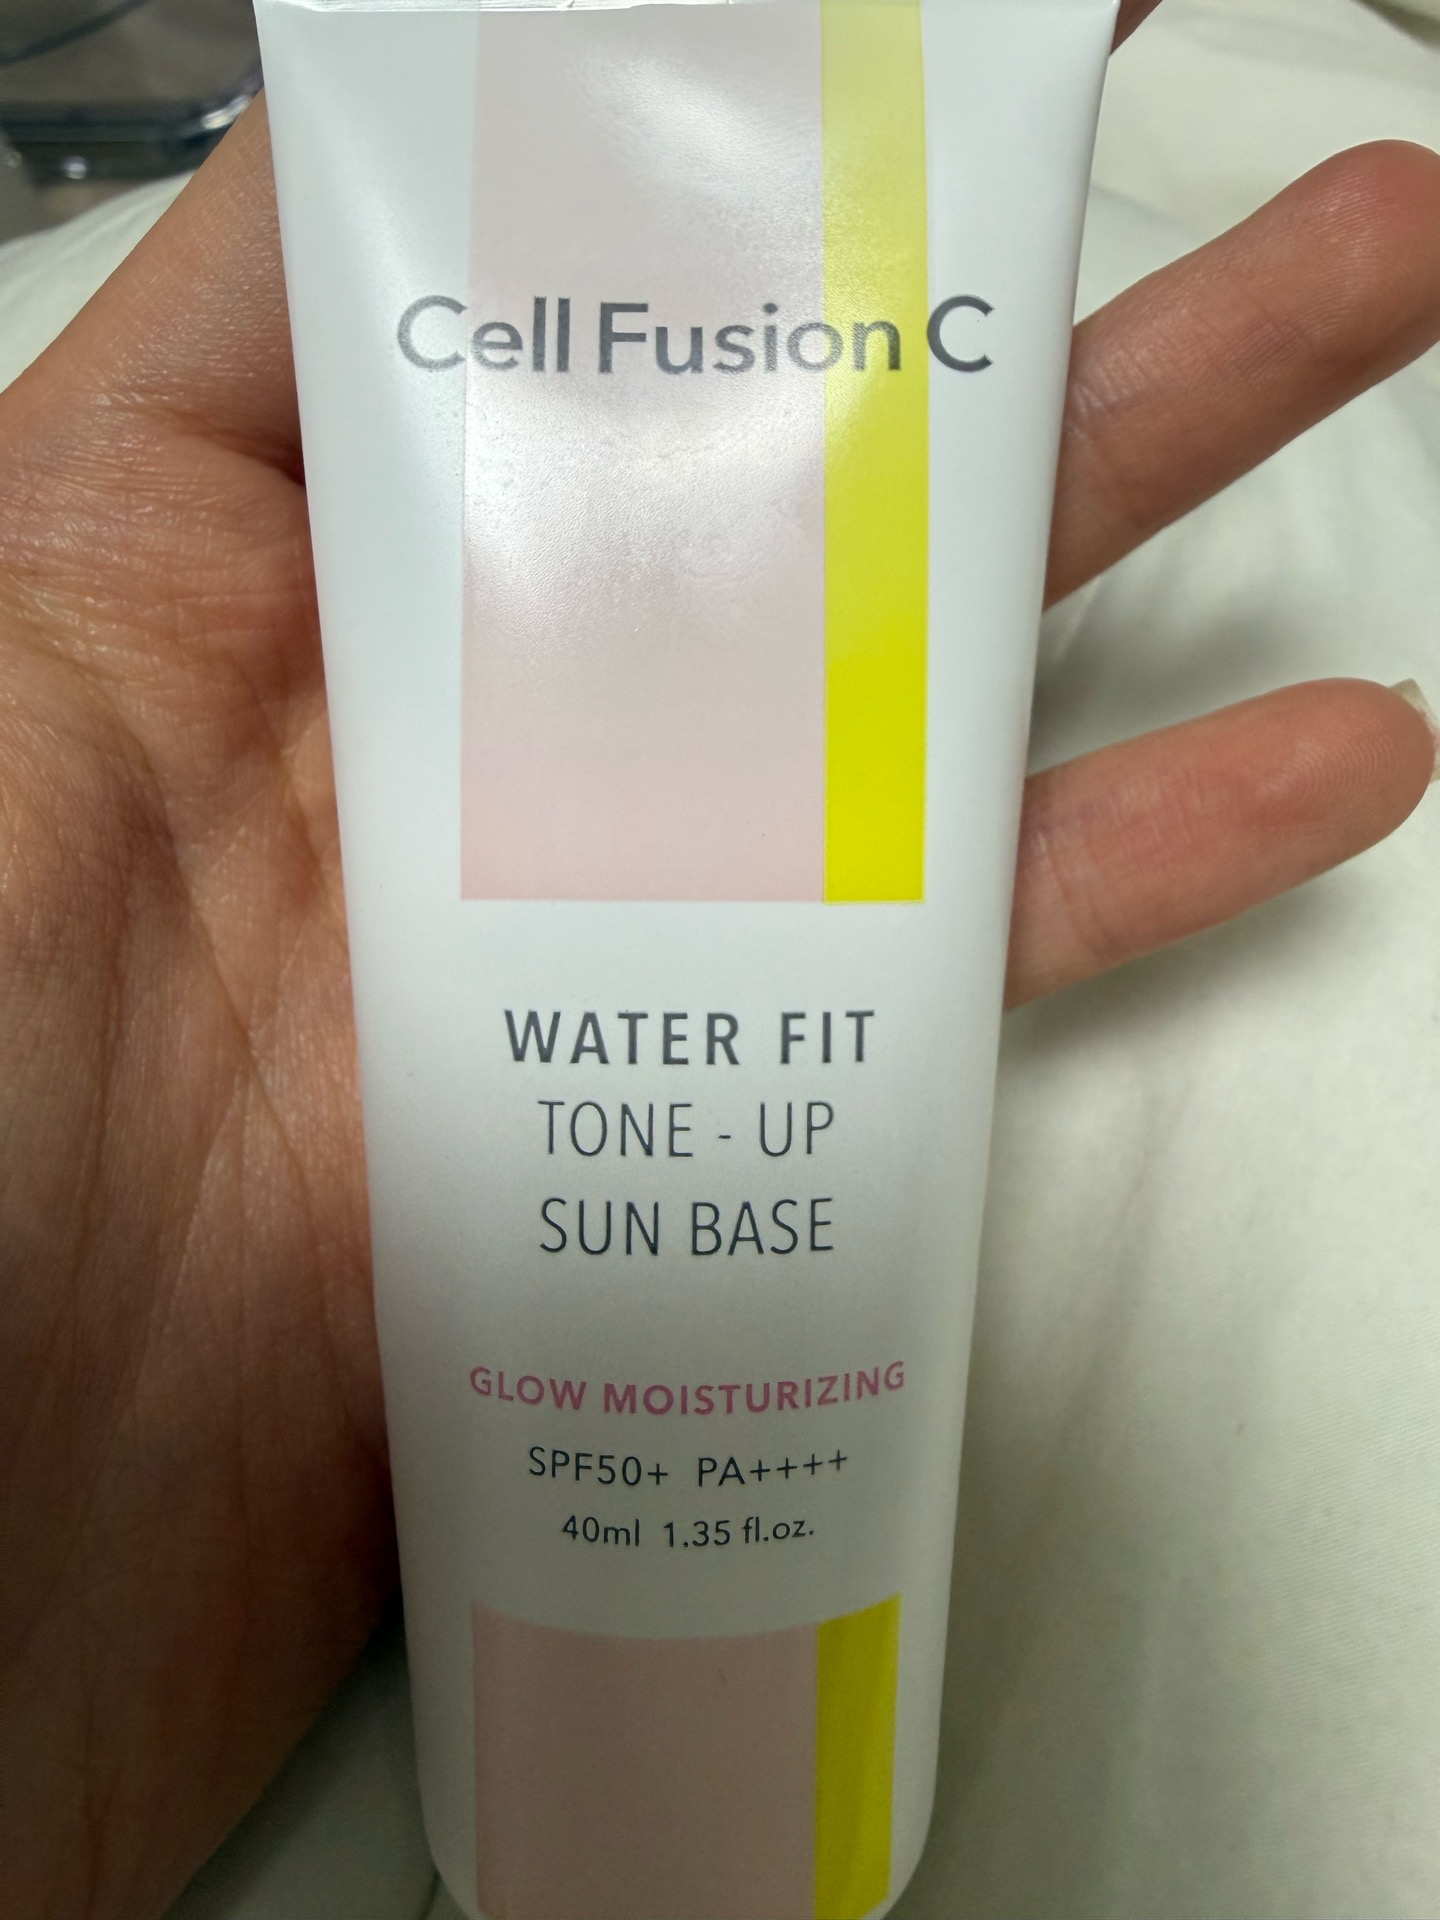 Cell Fusion C
WATER FIT
TONE - UP
SUN BASE
GLOW MOISTURIZING
SPF50+ PA++++
40ml 1.35 fl.oz.